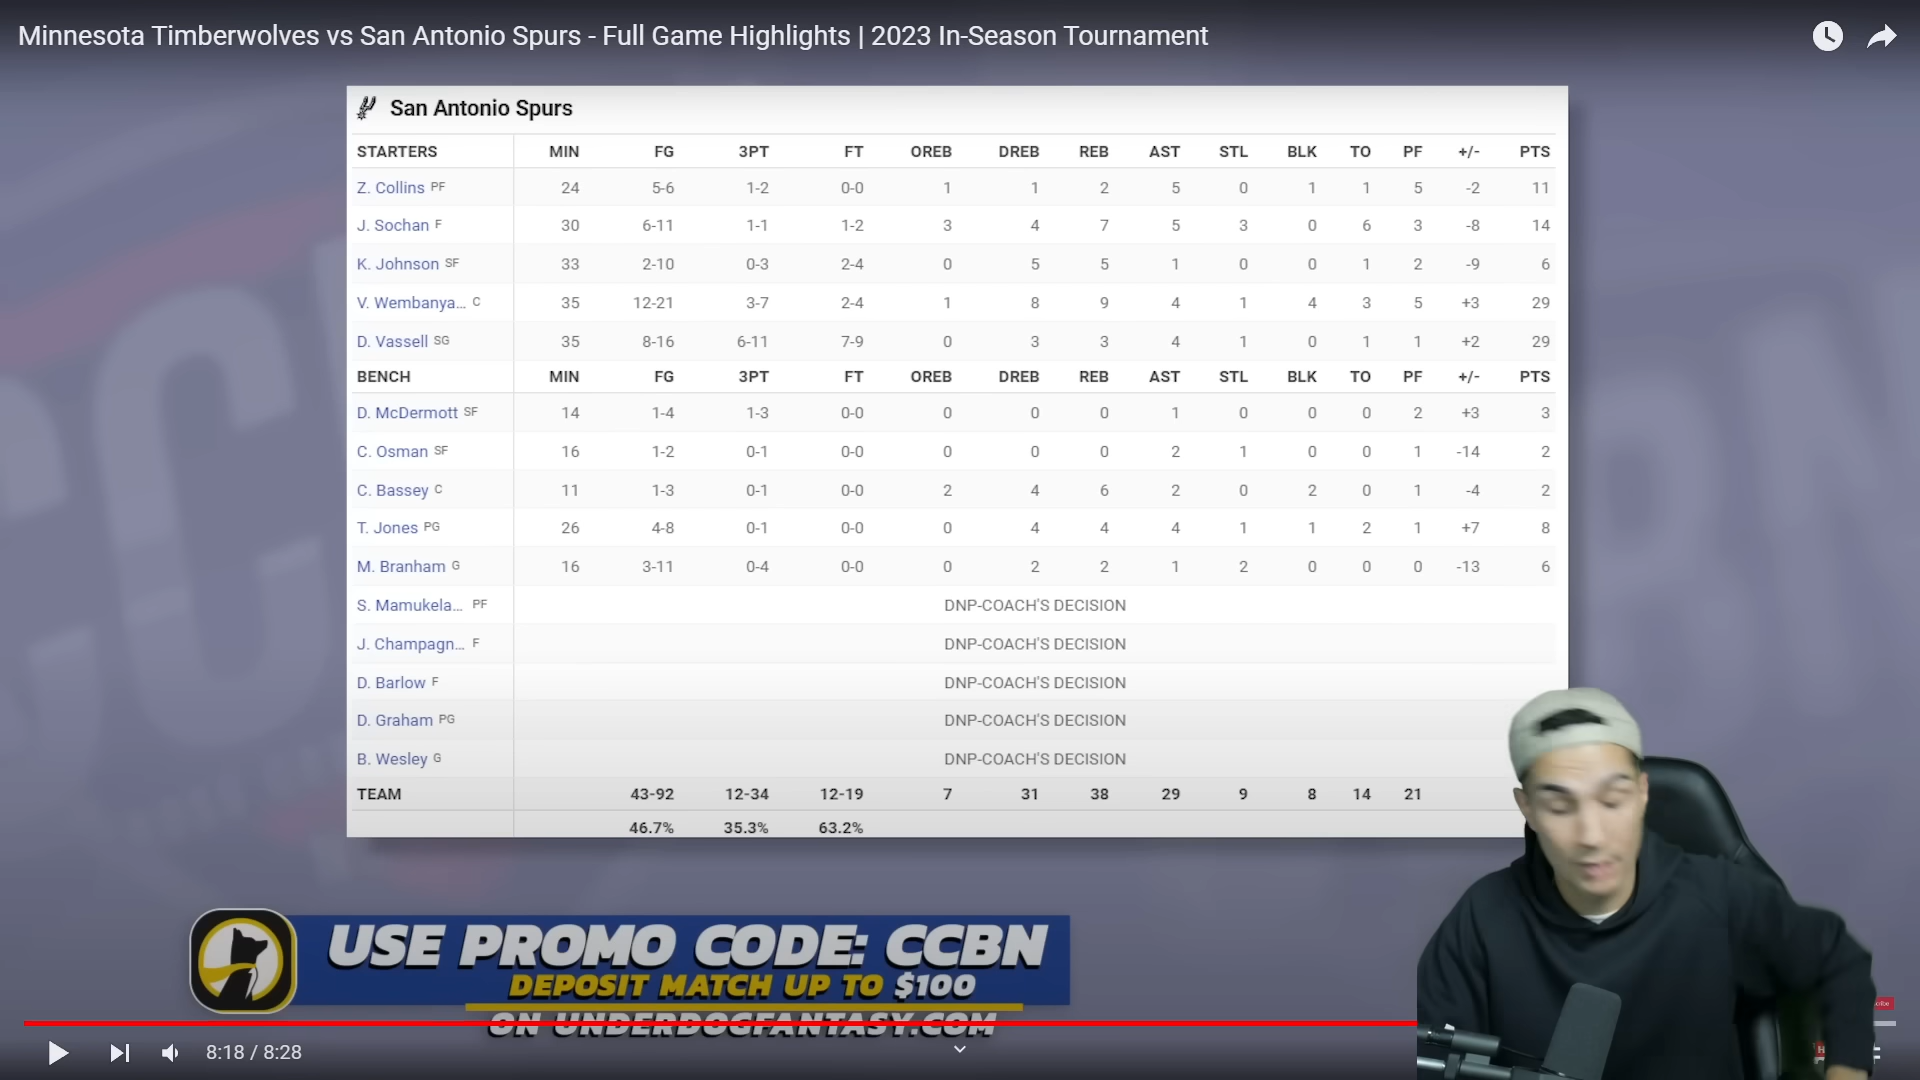 Minnesota Timberwolves vs San Antonio Spurs - Full Game Highlights | 2023 In-Season Tournament
San Antonio Spurs
STARTERS MIN FG 3PT FT OREB DREB REB AST STL BLK TO PF +/- PTS
Z. Collins PF 24 5-6 1-2 0-0 1 1 2 5 0 1 1 5 -2 11
J. Sochan F 30 6-11 1-1 1-2 3 4 7 5 3 0 6 3 -8 14
K. Johnson SF 33 2-10 0-3 2-4 0 5 5 1 0 0 1 2 -9 6
V. Wembanya... C 35 12-21 3-7 2-4 1 8 9 4 1 4 3 5 +3 29
D. Vassell SG 35 8-16 6-11 7-9 0 3 3 4 1 0 1 1 +2 29
BENCH MIN FG 3PT FT OREB DREB REB AST STL BLK TO PF +/- PTS
D. McDermott SF 14 1-4 1-3 0-0 0 0 0 1 0 0 0 2 +3 3
C. Osman SF 16 1-2 0-1 0-0 0 0 0 2 1 0 0 1 -14 2
C. Bassey C 11 1-3 0-1 0-0 2 4 6 2 0 2 0 1 -4 2
T. Jones PG 26 4-8 0-1 0-0 0 4 4 4 1 1 2 1 +7 8
M. Branham G 16 3-11 0-4 0-0 0 2 2 1 2 0 0 0 -13 6
S. Mamukela... PF DNP-COACH'S DECISION
J. Champagn... F DNP-COACH'S DECISION
D. Barlow F DNP-COACH'S DECISION
D. Graham PG DNP-COACH'S DECISION
B. Wesley G DNP-COACH'S DECISION
TEAM 43-92 12-34 12-19 7 31 38 29 9 8 14 21
46.7% 35.3% 63.2%
USE PROMO CODE: CCBN
DEPOSIT MATCH UP TO $100
ON UNDERDOGFANTASY.COM
8:18 / 8:28